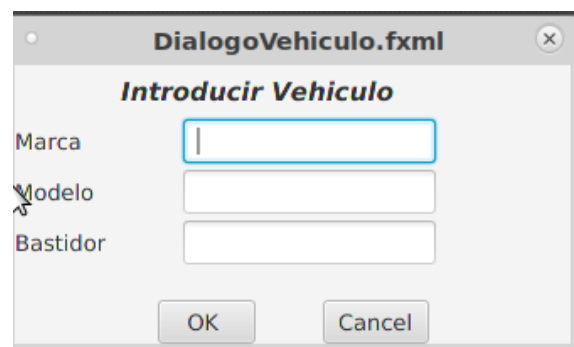 DialogoVehiculo.fxml
Introducir Vehiculo
Marca
Modelo
Bastidor
OK Cancel